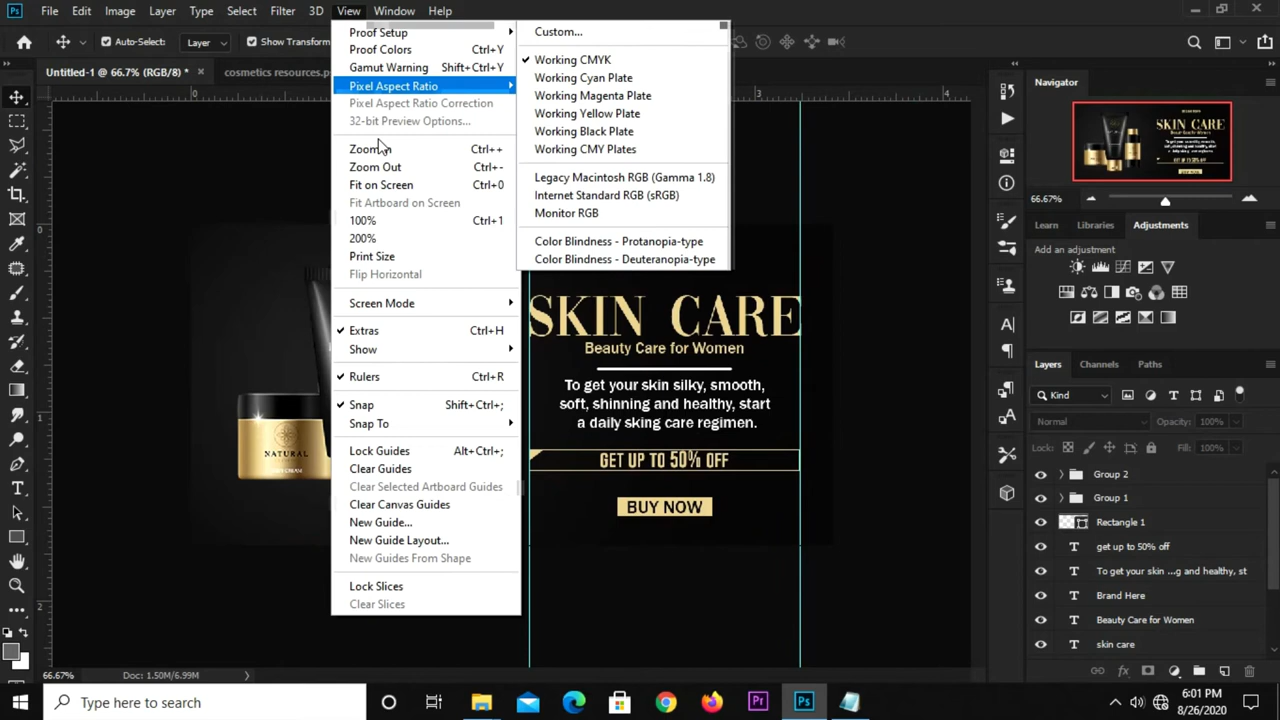 Ps File Edit Image Layer Type Select Filter 3D View Window Help
Auto-Select: Layer Show Transform
Untitled-1 @ 66.7% (RGB/8) *
cosmetics resources.ps
Proof Setup
Proof Colors Ctrl+Y
Gamut Warning Shift+Ctrl+Y
Pixel Aspect Ratio
Pixel Aspect Ratio Correction
32-bit Preview Options...
Zoom In Ctrl++
Zoom Out Ctrl+-
Fit on Screen Ctrl+0
Fit Artboard on Screen
100% Ctrl+1
200%
Print Size
Flip Horizontal
Screen Mode
Extras Ctrl+H
Show
Rulers Ctrl+R
Snap Shift+Ctrl+;
Snap To
Lock Guides Alt+Ctrl+;
Clear Guides
Clear Selected Artboard Guides
Clear Canvas Guides
New Guide...
New Guide Layout...
New Guides From Shape
Lock Slices
Clear Slices
Custom...
Working CMYK
Working Cyan Plate
Working Magenta Plate
Working Yellow Plate
Working Black Plate
Working CMY Plates
Legacy Macintosh RGB (Gamma 1.8)
Internet Standard RGB (sRGB)
Monitor RGB
Color Blindness - Protanopia-type
Color Blindness - Deuteranopia-type
0
3
4
0
1
2
NATURAL
SKIN CARE
Beauty Care for Women
To get your skin silky, smooth,
soft, shinning and healthy, start
a daily sking care regimen.
GET UP TO 50% OFF
BUY NOW
Navigator
SKIN CARE
66.67%
Learn Libraries Adjustments
Add an adjustment
Layers Channels Paths
Kind
Normal Opacity: 100%
Lock: Fill: 100%
Group 2
Group 1
Rectangle 1
get up to 50% off
To get your skin ...g and healthy, st
Brand Here
Beauty Care for Women
skin care
66.67% Doc: 1.50M/6.99M
Type here to search
Pr
Ps
6:01 PM
8/26/2020